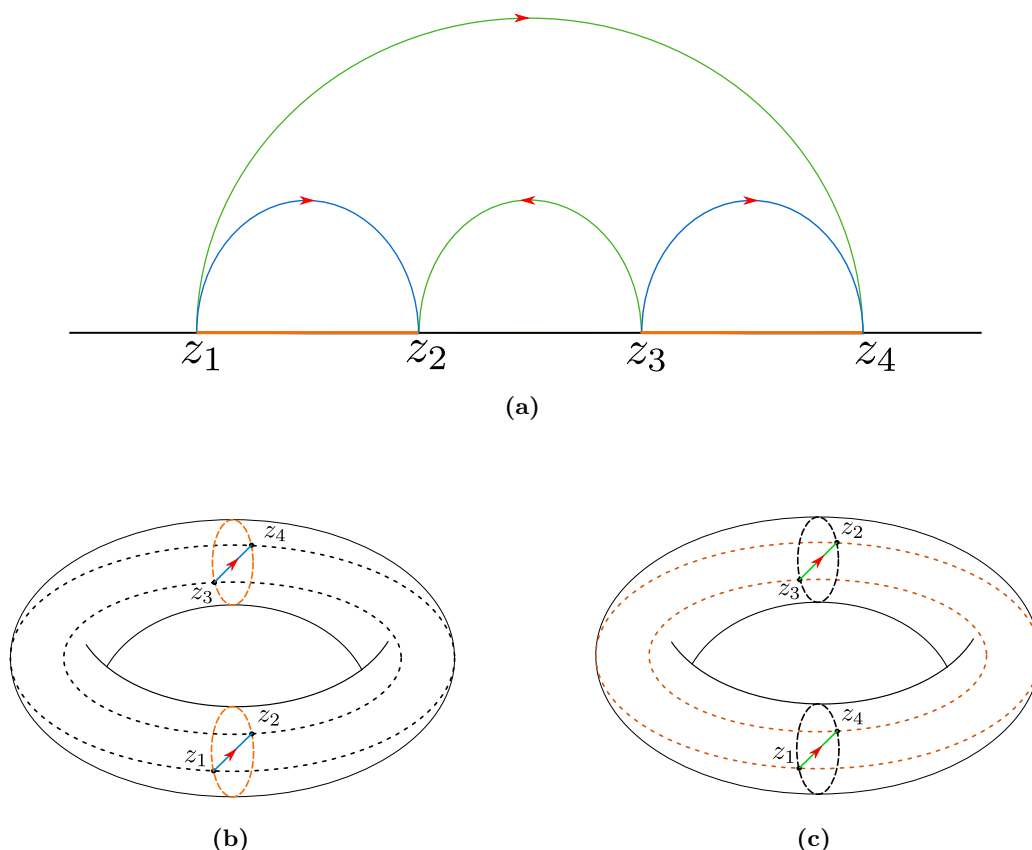 z₁ z₂ z₃ z₄
(a)
z₄ z₂
z₃ z₃
z₂ z₄
z₁ z₁
(b) (c)